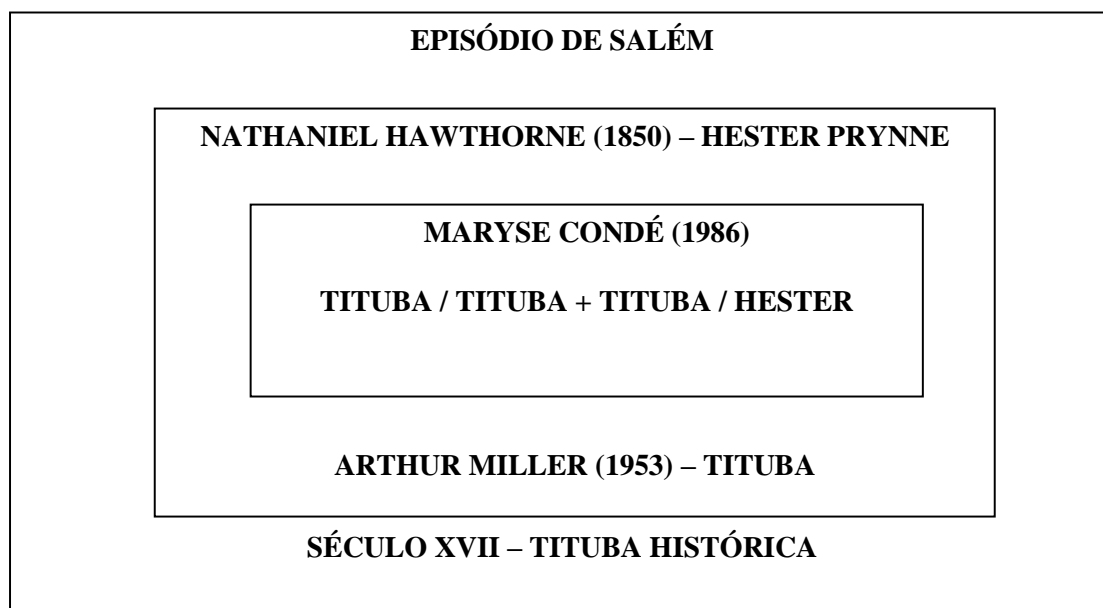 EPISÓDIO DE SALÉM
NATHANIEL HAWTHORNE (1850) – HESTER PRYNNE
MARYSE CONDÉ (1986)
TITUBA / TITUBA + TITUBA / HESTER
ARTHUR MILLER (1953) – TITUBA
SÉCULO XVII – TITUBA HISTÓRICA